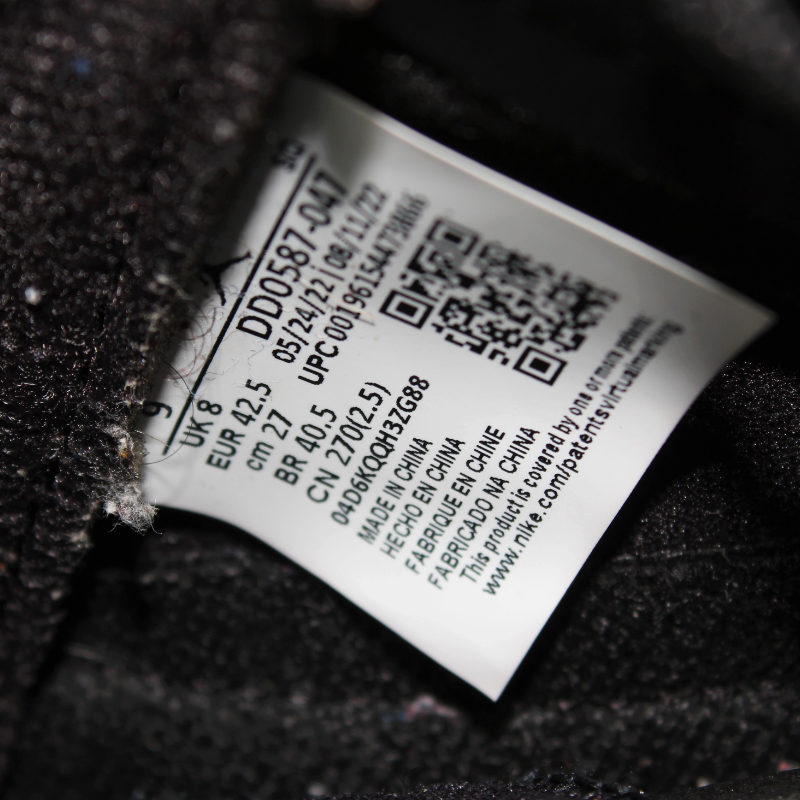 9
UK 8
EUR 42.5
cm 27
BR 40.5
CN 270(2.5)
DD0587-047
05/24/22 | 08/11/22
UPC
04D6KQQH3ZG88
MADE IN CHINA
HECHO EN CHINA
FABRIQUE EN CHINE
FABRICADO NA CHINA
This product is covered by one or more patents:
www.nike.com/patentsvirtualmarking